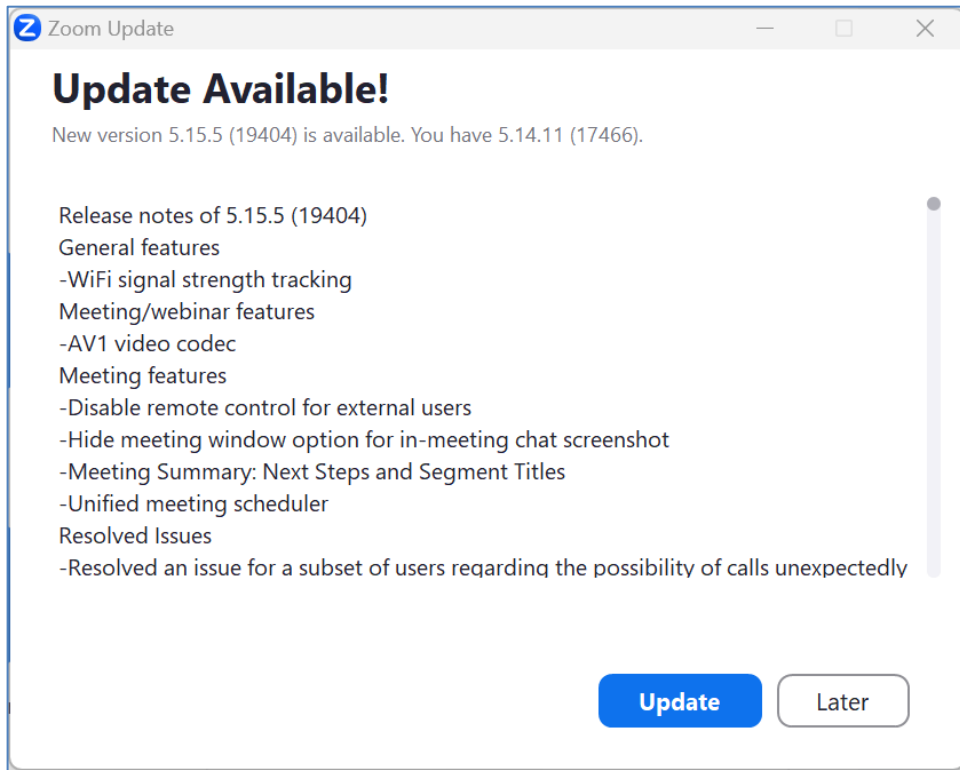 Zoom Update
Update Available!
New version 5.15.5 (19404) is available. You have 5.14.11 (17466).
Release notes of 5.15.5 (19404)
General features
-WiFi signal strength tracking
Meeting/webinar features
-AV1 video codec
Meeting features
-Disable remote control for external users
-Hide meeting window option for in-meeting chat screenshot
-Meeting Summary: Next Steps and Segment Titles
-Unified meeting scheduler
Resolved Issues
-Resolved an issue for a subset of users regarding the possibility of calls unexpectedly
Update
Later